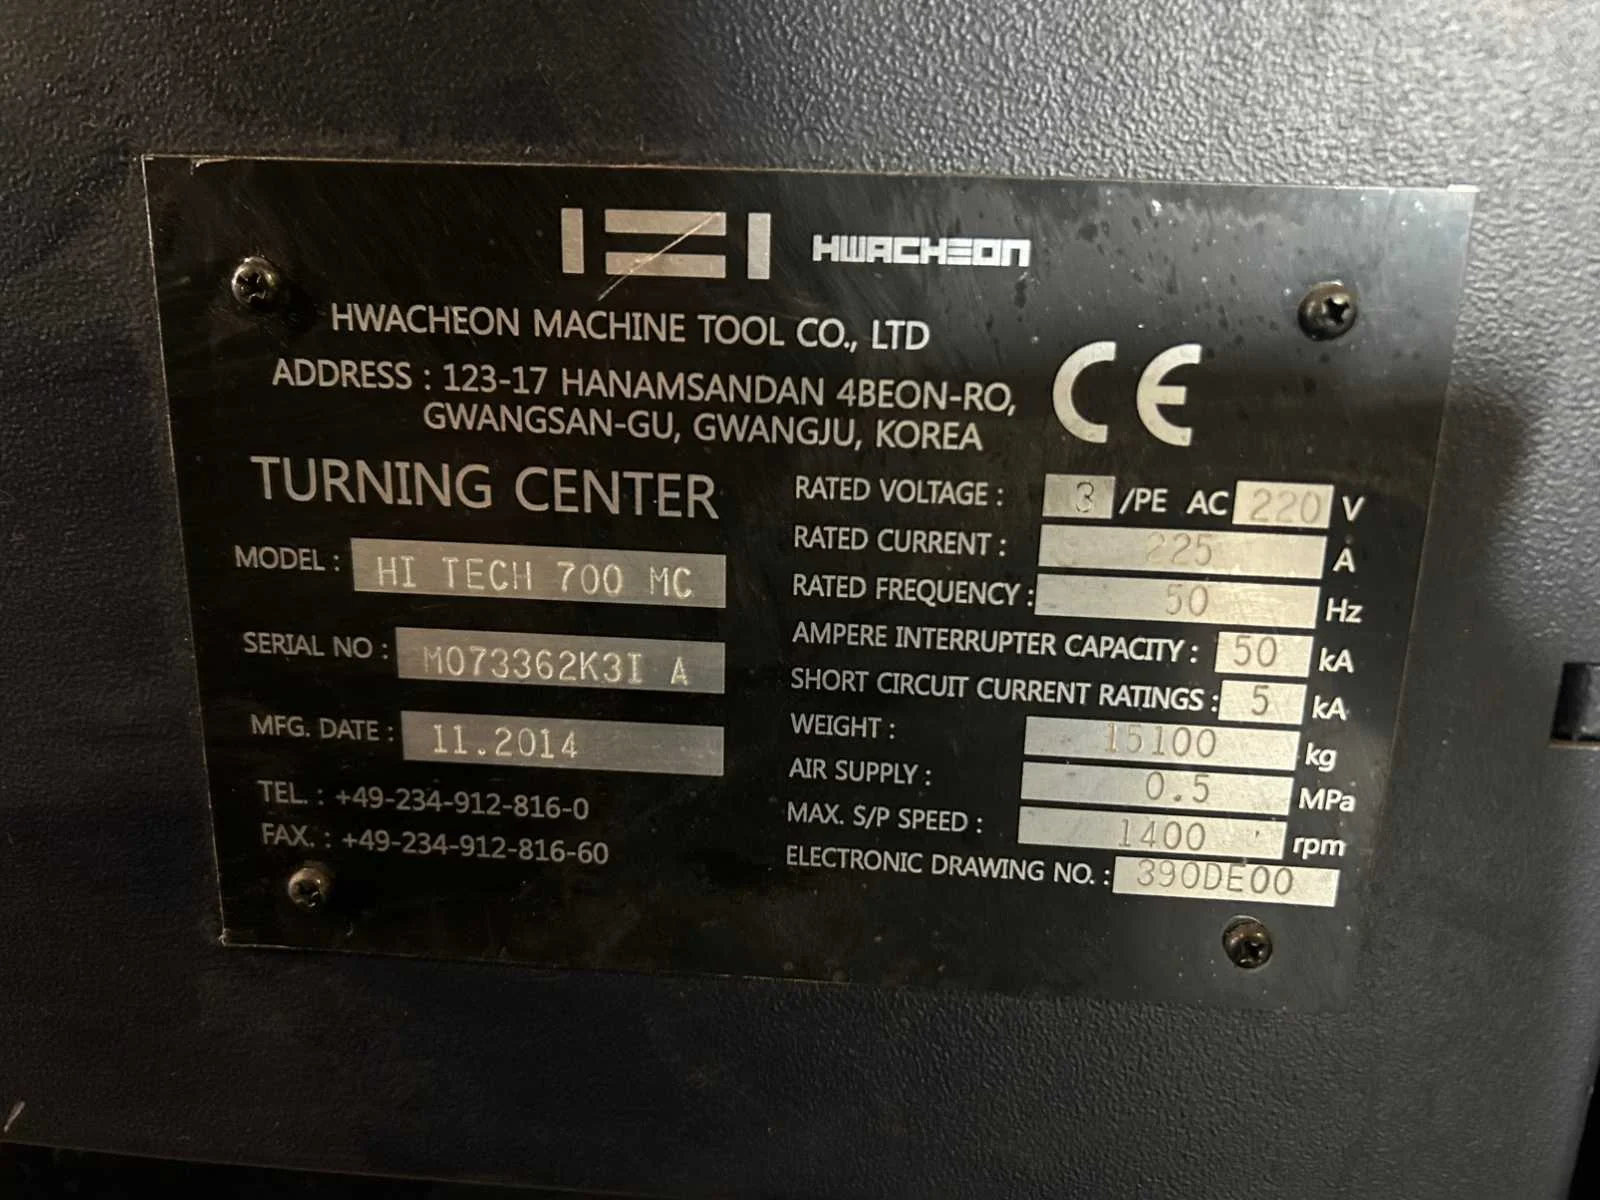 HWACHEON
HWACHEON MACHINE TOOL CO., LTD
ADDRESS : 123-17 HANAMSANDAN 4BEON-RO,
GWANGSAN-GU, GWANGJU, KOREA
CE
TURNING CENTER
MODEL : HI TECH 700 MC
SERIAL NO : M073362K3I A
MFG. DATE : 11.2014
TEL. : +49-234-912-816-0
FAX. : +49-234-912-816-60
RATED VOLTAGE : 3 /PE AC 220 V
RATED CURRENT : 225 A
RATED FREQUENCY : 50 Hz
AMPERE INTERRUPTER CAPACITY : 50 kA
SHORT CIRCUIT CURRENT RATINGS : 5 kA
WEIGHT : 15100 kg
AIR SUPPLY : 0.5 MPa
MAX. S/P SPEED : 1400 rpm
ELECTRONIC DRAWING NO. : 390DE00